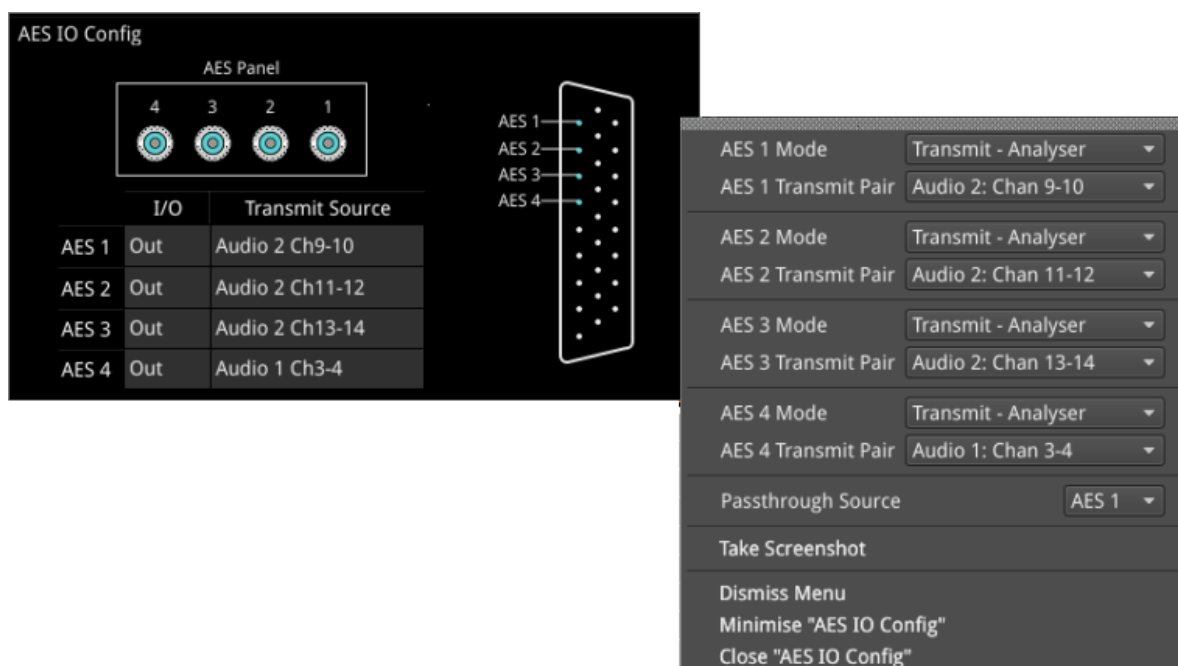 AES IO Config
AES Panel
4 3 2 1
I/O Transmit Source
AES 1 Out Audio 2 Ch9-10
AES 2 Out Audio 2 Ch11-12
AES 3 Out Audio 2 Ch13-14
AES 4 Out Audio 1 Ch3-4
AES 1
AES 2
AES 3
AES 4
AES 1 Mode Transmit - Analyser
AES 1 Transmit Pair Audio 2: Chan 9-10
AES 2 Mode Transmit - Analyser
AES 2 Transmit Pair Audio 2: Chan 11-12
AES 3 Mode Transmit - Analyser
AES 3 Transmit Pair Audio 2: Chan 13-14
AES 4 Mode Transmit - Analyser
AES 4 Transmit Pair Audio 1: Chan 3-4
Passthrough Source AES 1
Take Screenshot
Dismiss Menu
Minimise "AES IO Config"
Close "AES IO Config"